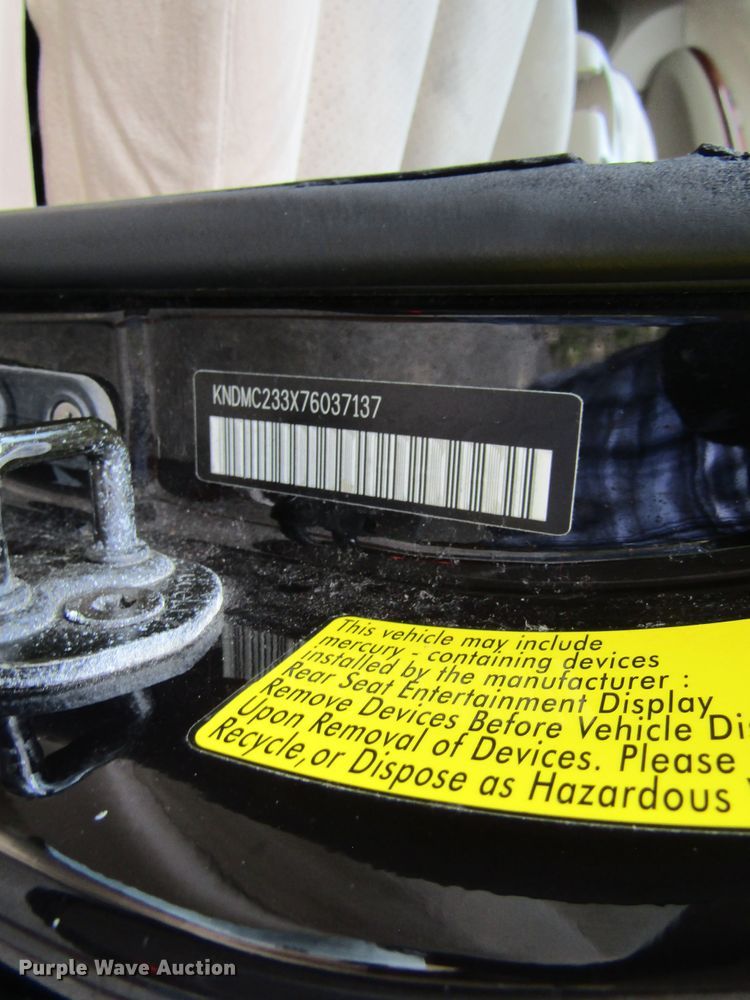 KNDMC233X76037137
This vehicle may include
mercury - containing devices
installed by the manufacturer :
Rear Seat Entertainment Display
Remove Devices Before Vehicle Di
Upon Removal of Devices. Please
Recycle, or Dispose as Hazardous
Purple Wave Auction